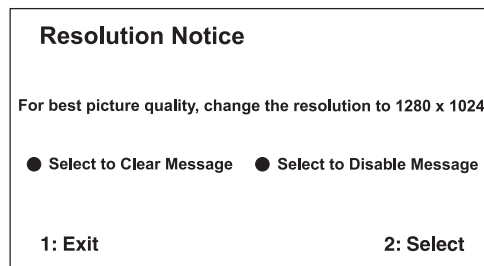 Resolution Notice
For best picture quality, change the resolution to 1280 x 1024
Select to Clear Message Select to Disable Message
1: Exit 2: Select